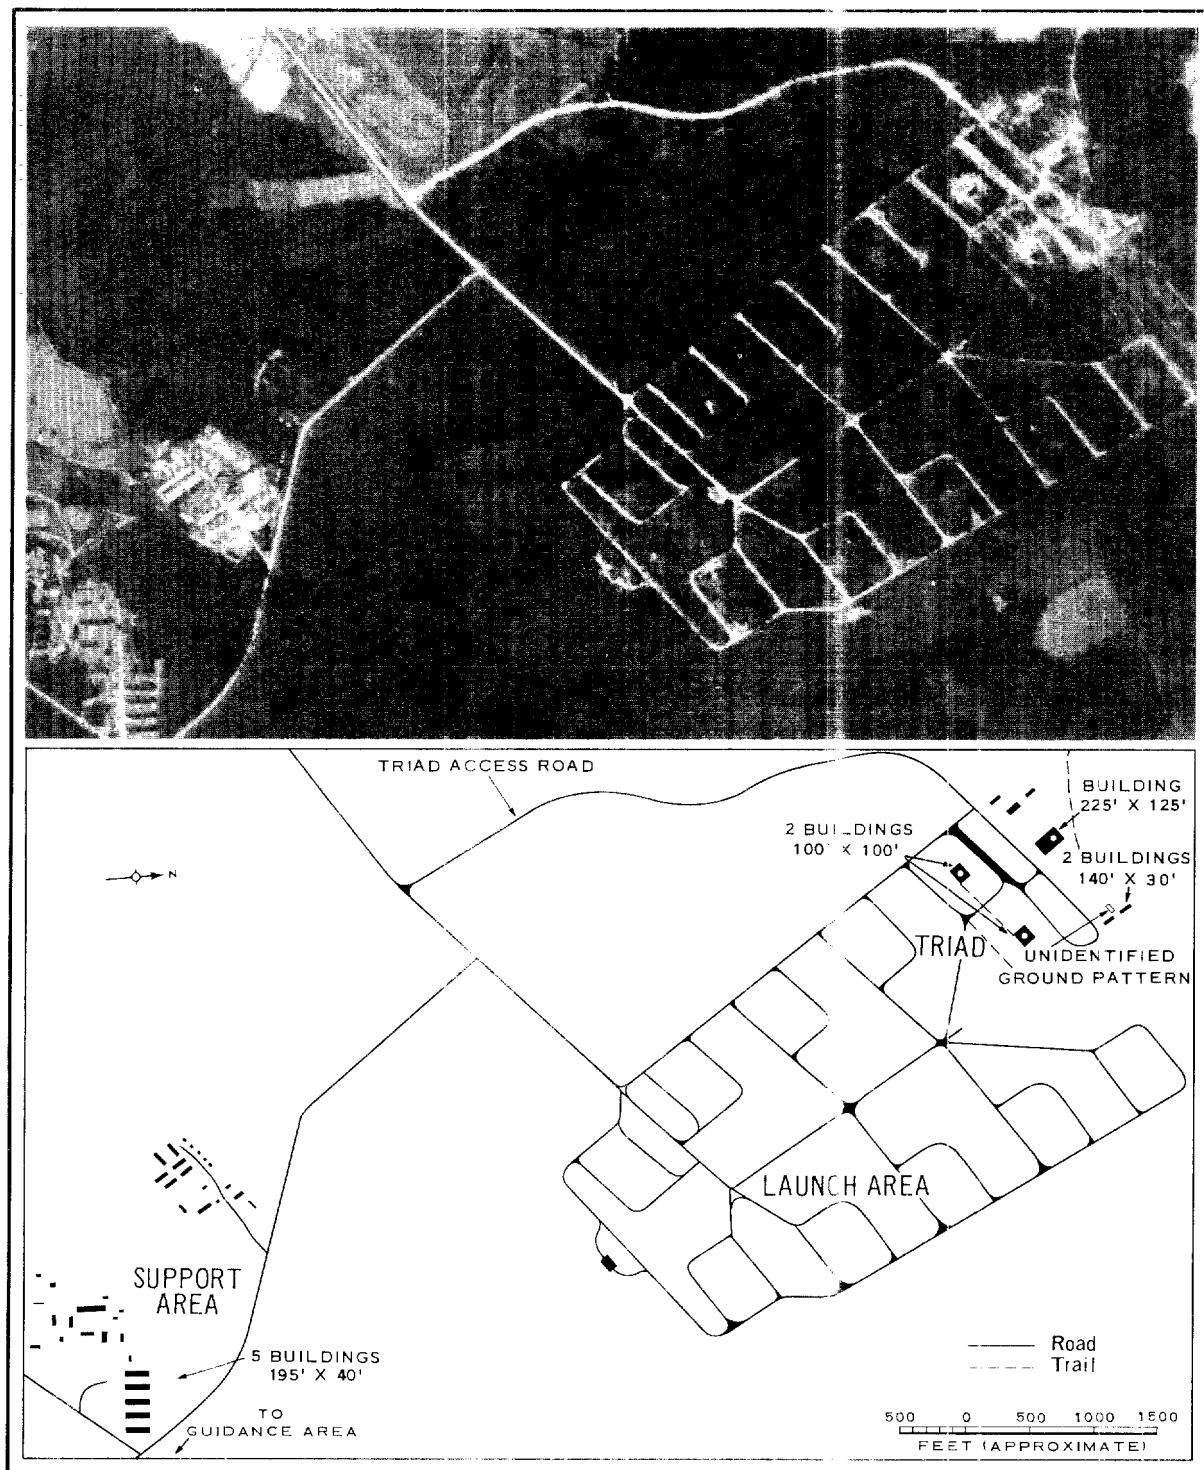 TRIAD ACCESS ROAD
BUILDING
225' X 125'
2 BUILDINGS
100' X 100'
2 BUILDINGS
140' X 30'
N
TRIAD
UNIDENTIFIED
GROUND PATTERN
LAUNCH AREA
SUPPORT
AREA
5 BUILDINGS
195' X 40'
TO
GUIDANCE AREA
Road
Trail
500 0 500 1000 1500
FEET (APPROXIMATE)